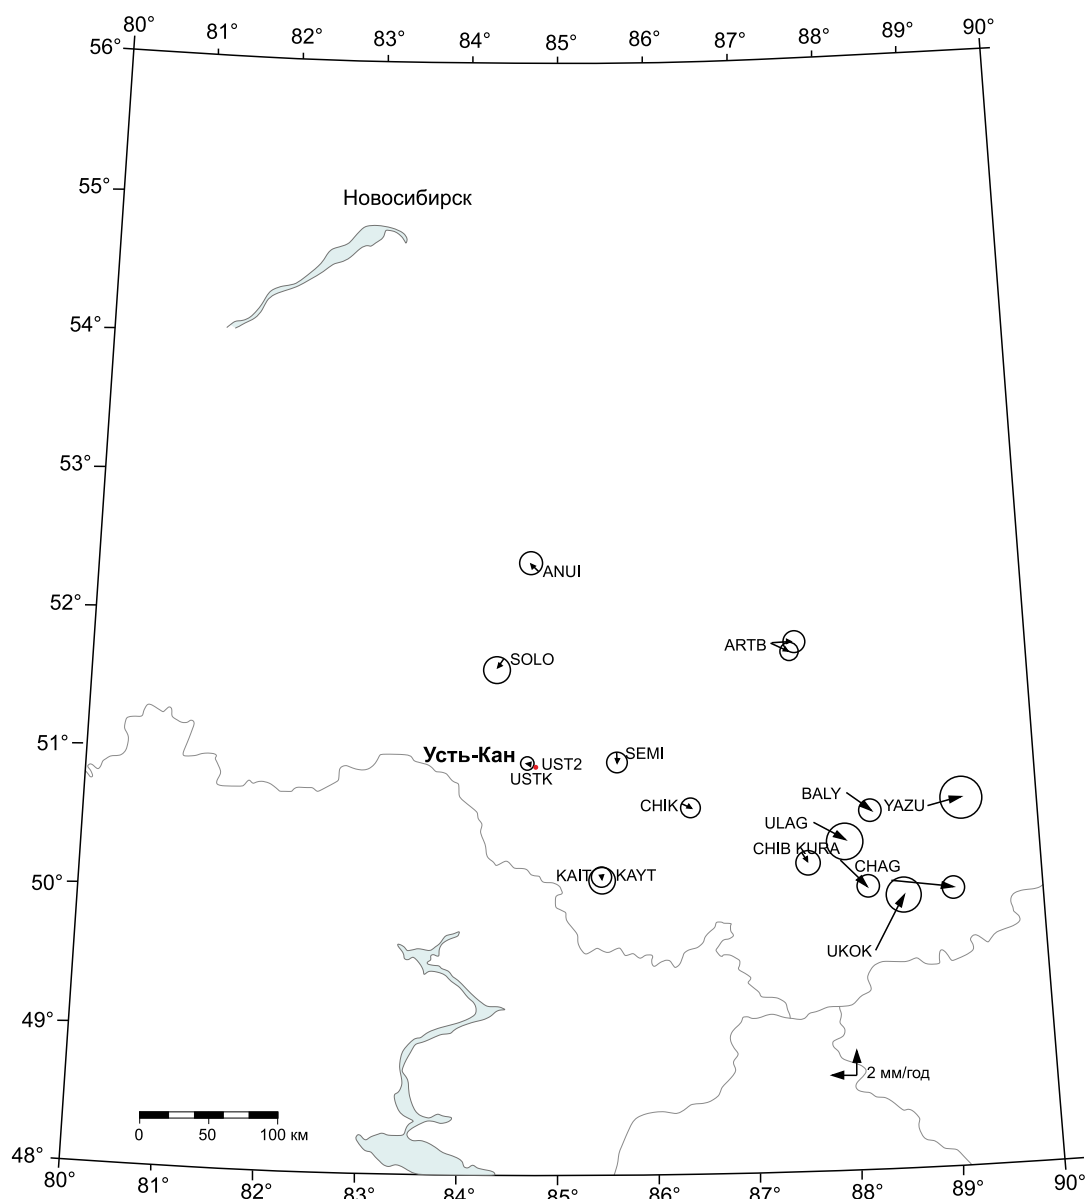 80°
81°
82°
83°
84°
85°
86°
87°
88°
89°
90°
56°
55°
Новосибирск
54°
53°
ANUI
52°
ARTB
SOLO
51°
Усть-Кан
UST2
USTK
SEMI
BALY
YAZU
CHIK
ULAG
CHIB KURA
CHAG
KAIT
KAYT
50°
UKOK
49°
2 мм/год
0
50
100 км
48°
80°
81°
82°
83°
84°
85°
86°
87°
88°
89°
90°